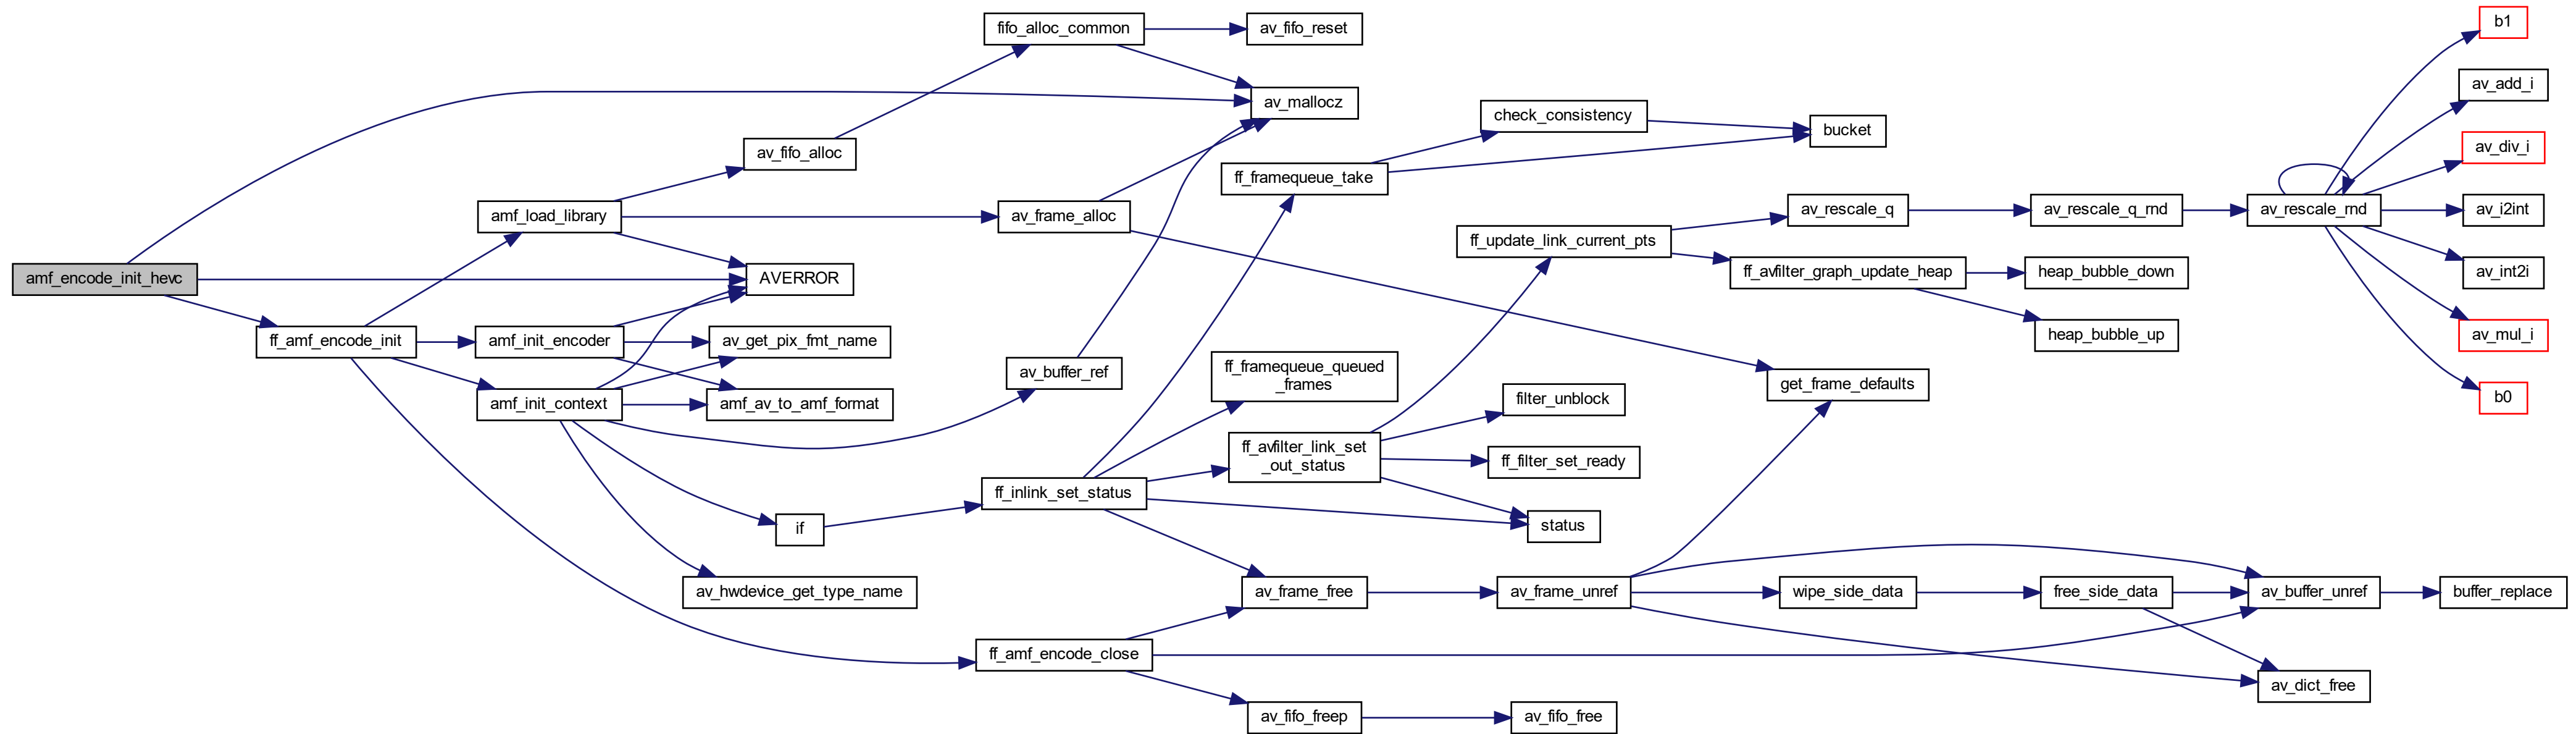 amf_encode_init_hevc
ff_amf_encode_init
amf_load_library
amf_init_encoder
amf_init_context
av_fifo_alloc
AVERROR
av_get_pix_fmt_name
amf_av_to_amf_format
if
av_hwdevice_get_type_name
fifo_alloc_common
av_frame_alloc
av_buffer_ref
ff_inlink_set_status
ff_amf_encode_close
av_fifo_reset
av_mallocz
ff_framequeue_take
ff_framequeue_queued
_frames
ff_avfilter_link_set
_out_status
av_frame_free
av_fifo_freep
check_consistency
ff_update_link_current_pts
filter_unblock
ff_filter_set_ready
status
av_frame_unref
av_fifo_free
bucket
av_rescale_q
ff_avfilter_graph_update_heap
get_frame_defaults
wipe_side_data
av_rescale_q_rnd
heap_bubble_down
heap_bubble_up
free_side_data
av_rescale_rnd
av_buffer_unref
av_dict_free
b1
av_add_i
av_div_i
av_i2int
av_int2i
av_mul_i
b0
buffer_replace